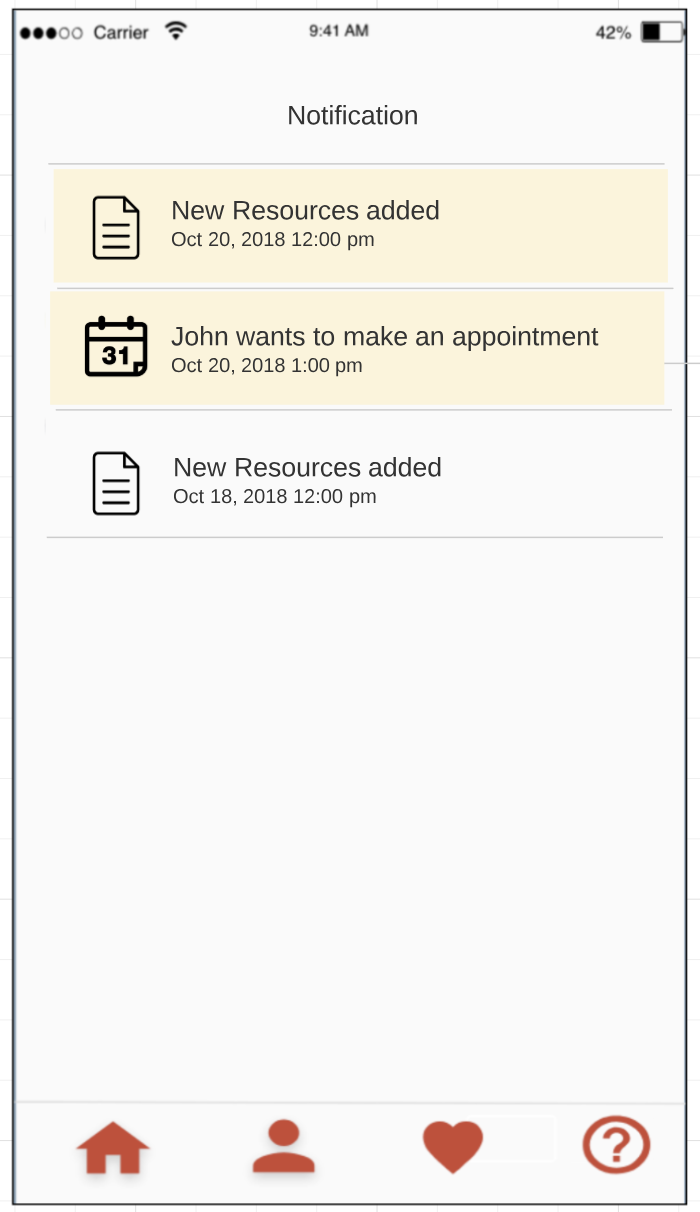 Carrier 9:41 AM 42%
Notification
New Resources added
Oct 20, 2018 12:00 pm
31
John wants to make an appointment
Oct 20, 2018 1:00 pm
New Resources added
Oct 18, 2018 12:00 pm
?